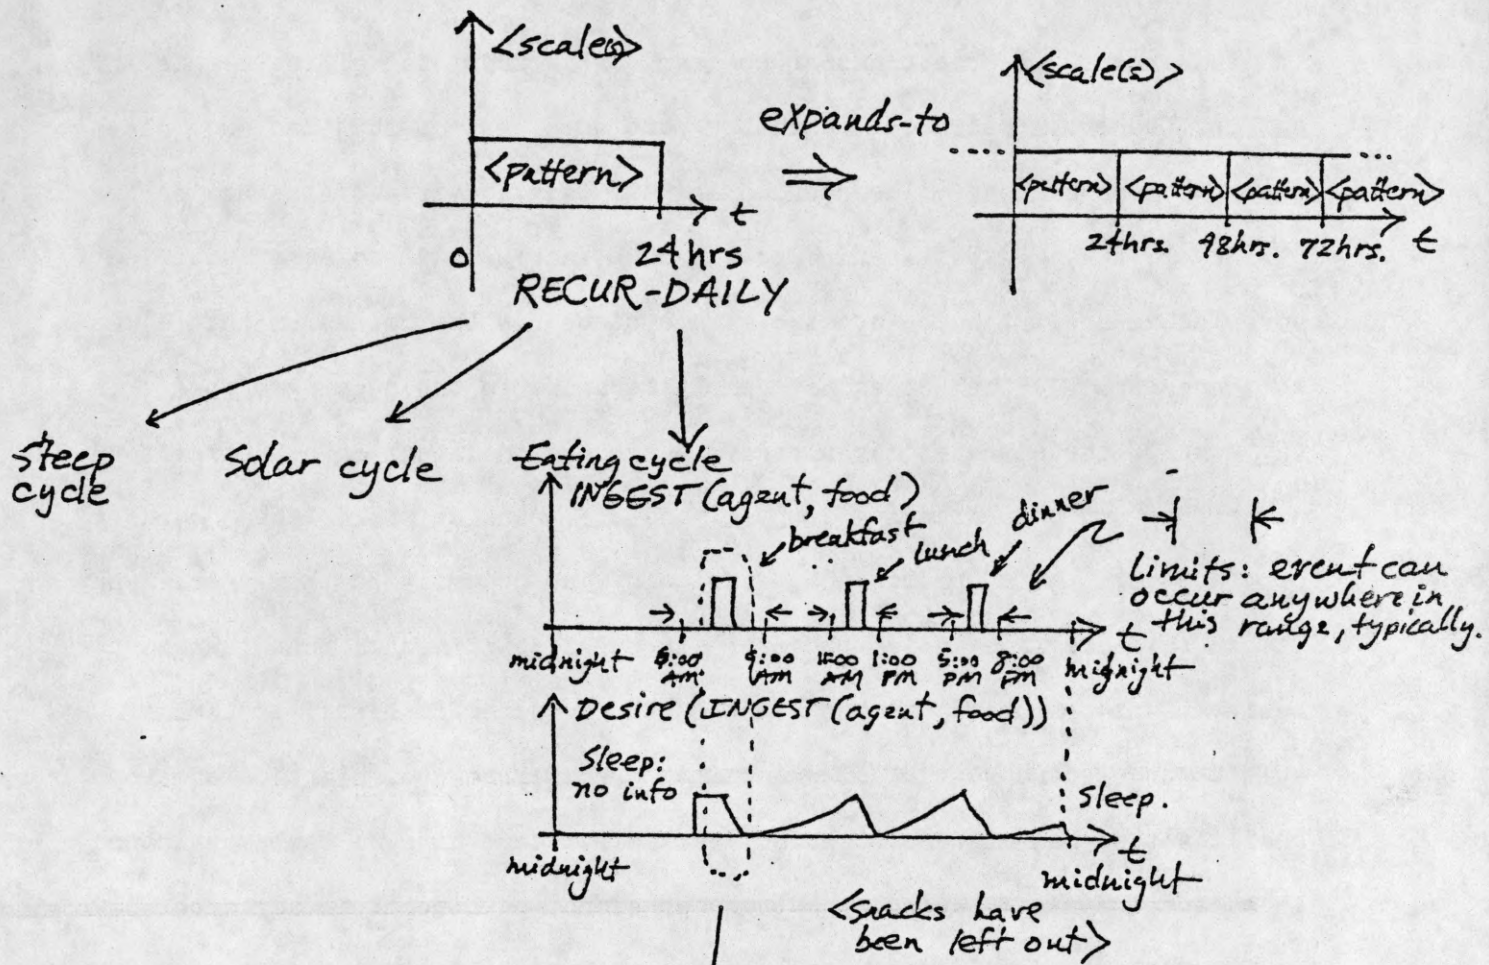 <scale(s)>
<pattern>
t
0
24hrs
RECUR-DAILY
expands-to
<scale(s)>
<pattern> <pattern> <pattern> <pattern>
24hrs. 48hrs. 72hrs. t
Sleep
cycle
Solar cycle
Eating cycle
INGEST (agent, food)
breakfast
lunch
dinner
limits: event can
occur anywhere in
this range, typically.
t
midnight 6:00 AM 9:00 AM 11:00 AM 1:00 PM 5:00 PM 8:00 PM midnight
Desire (INGEST (agent, food))
Sleep:
no info
Sleep.
t
midnight
midnight
<snacks have
been left out>